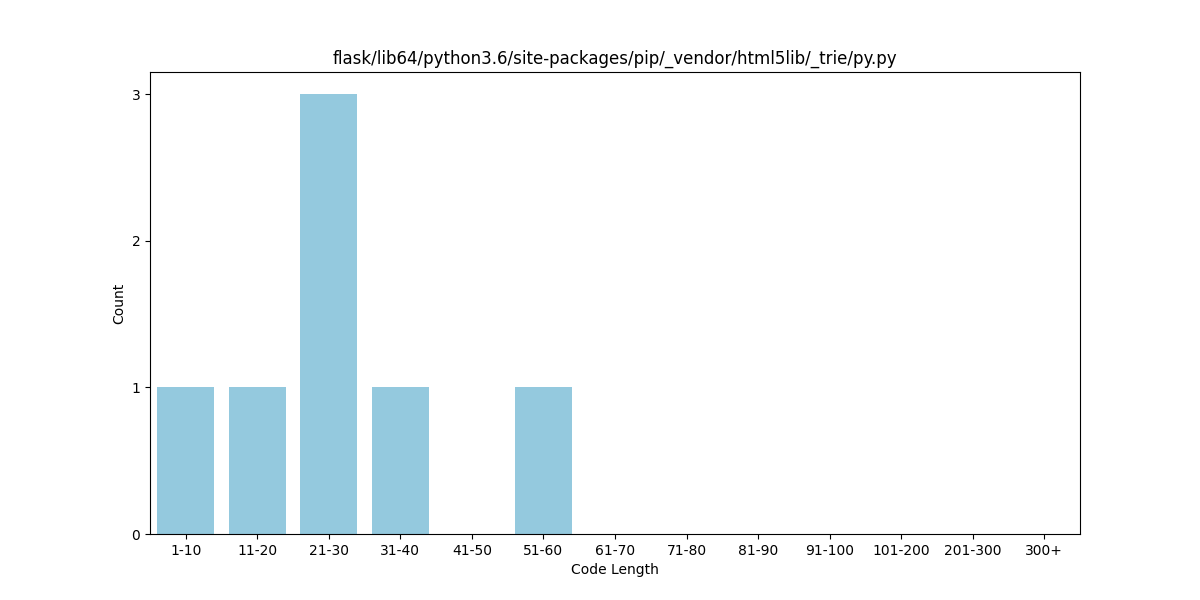 flask/lib64/python3.6/site-packages/pip/_vendor/html5lib/_trie/py.py
3
2
1
0
Count
1-10 11-20 21-30 31-40 41-50 51-60 61-70 71-80 81-90 91-100 101-200 201-300 300+
Code Length